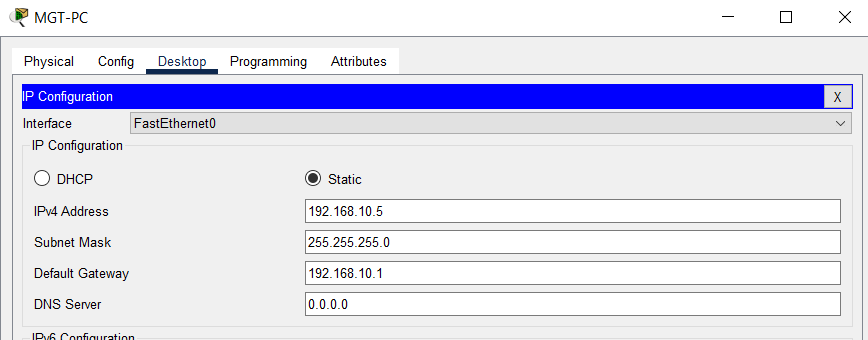 MGT-PC
Physical Config Desktop Programming Attributes
IP Configuration X
Interface FastEthernet0
IP Configuration
DHCP Static
IPv4 Address 192.168.10.5
Subnet Mask 255.255.255.0
Default Gateway 192.168.10.1
DNS Server 0.0.0.0
IPv6 Configuration